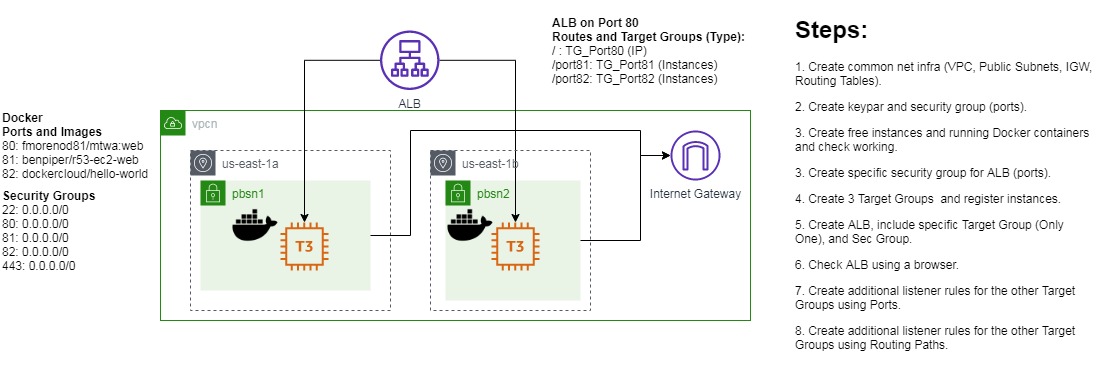 ALB on Port 80
Routes and Target Groups (Type):
/ : TG_Port80 (IP)
/port81: TG_Port81 (Instances)
/port82: TG_Port82 (Instances)
ALB
Docker
Ports and Images
80: fmorenod81/mtwa:web
81: benpiper/r53-ec2-web
82: dockercloud/hello-world
Security Groups
22: 0.0.0.0/0
80: 0.0.0.0/0
81: 0.0.0.0/0
82: 0.0.0.0/0
443: 0.0.0.0/0
vpcn
us-east-1a
pbsn1
T3
us-east-1b
pbsn2
T3
Internet Gateway
Steps:
1. Create common net infra (VPC, Public Subnets, IGW,
Routing Tables).
2. Create keypar and security group (ports).
3. Create free instances and running Docker containers
and check working.
3. Create specific security group for ALB (ports).
4. Create 3 Target Groups and register instances.
5. Create ALB, include specific Target Group (Only
One), and Sec Group.
6. Check ALB using a browser.
7. Create additional listener rules for the other Target
Groups using Ports.
8. Create additional listener rules for the other Target
Groups using Routing Paths.